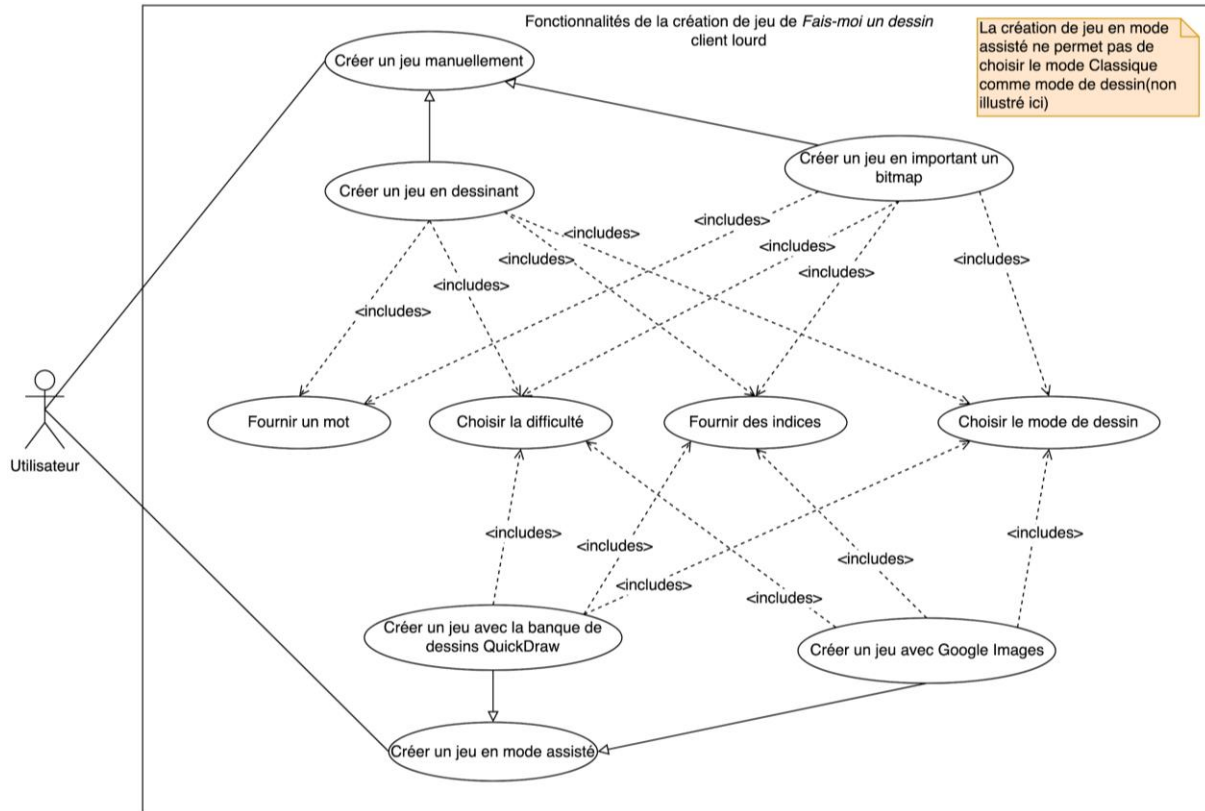 Fonctionnalités de la création de jeu de Fais-moi un dessin
client lourd
La création de jeu en mode
assisté ne permet pas de
choisir le mode Classique
comme mode de dessin(non
illustré ici)
Créer un jeu manuellement
Créer un jeu en important un
bitmap
Créer un jeu en dessinant
<includes>
<includes>
<includes>
<includes>
<includes>
<includes>
<includes>
<includes>
Utilisateur
Fournir un mot
Choisir la difficulté
Fournir des indices
Choisir le mode de dessin
<includes>
<includes>
<includes>
<includes>
<includes>
<includes>
Créer un jeu avec la banque de
dessins QuickDraw
Créer un jeu avec Google Images
Créer un jeu en mode assisté